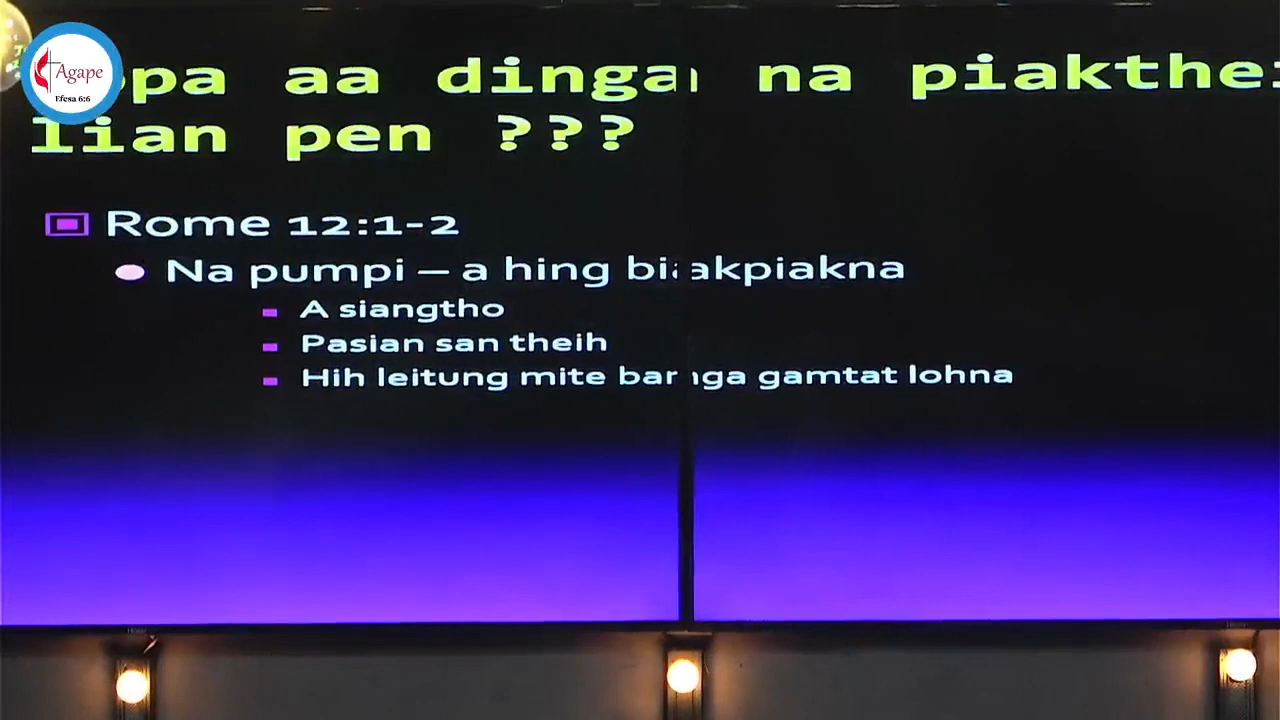 Agape
Efesa 6:6
aa dingan na
lian pen ???
Rome 12:1-2
Na pumpi – a hing biakpiakna
A siangtho
Pasian san theih
Hih leitung mite banga gamtat lohna